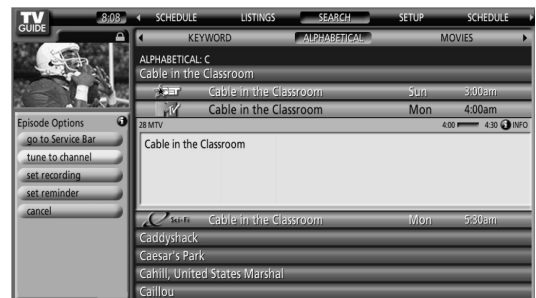 TV GUIDE 8:08 SCHEDULE LISTINGS SEARCH SETUP SCHEDULE
KEYWORD ALPHABETICAL MOVIES
ALPHABETICAL: C
Cable in the Classroom
BET Cable in the Classroom Sun 3:00am
MTV Cable in the Classroom Mon 4:00am
28 MTV 4:00 4:30 i INFO
Cable in the Classroom
Episode Options i
go to Service Bar
tune to channel
set recording
set reminder
cancel
Sci-Fi Cable in the Classroom Mon 5:30am
Caddyshack
Caesar's Park
Cahill, United States Marshal
Caillou